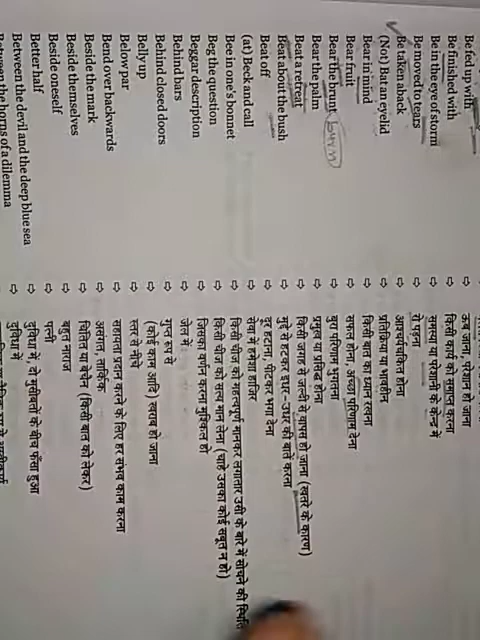 Be fed up with ⇨ ऊब जाना, परेशान हो जाना
Be finished with ⇨ किसी कार्य को समाप्त करना
Be in the eye of storm ⇨ समस्या या परेशानी के केन्द्र में
Be moved to tears ⇨ रो पड़ना
Be taken aback ⇨ आश्चर्यचकित होना
(Not) Bat an eyelid ⇨ प्रतिक्रिया या भावहीन
Bear in mind ⇨ किसी बात का ध्यान रखना
Bear fruit ⇨ सफल होना, अच्छा परिणाम देना
Bear the brunt ⇨ बुरा परिणाम भुगतना
Bear the palm ⇨ प्रमुख या प्रसिद्ध होना
Beat a retreat ⇨ किसी जगह से जल्दी से वापस हो जाना (खतरे के कारण)
Beat about the bush ⇨ मुद्दे से हटकर इधर-उधर की बातें करना
Beat off ⇨ दूर हटाना, पीटकर भगा देना
(at) Beck and call ⇨ सेवा में हमेशा हाजिर
Bee in one's bonnet ⇨ किसी चीज को महत्वपूर्ण मानकर लगातार उसी के बारे में सोचने की स्थिति
Beg the question ⇨ किसी चीज को सत्य मान लेना (चाहे उसका कोई सबूत न हो)
Beggar description ⇨ जिसका वर्णन करना मुश्किल हो
Behind bars ⇨ जेल में
Behind closed doors ⇨ गुप्त रूप से
Belly up ⇨ (कोई काम आदि) खराब हो जाना
Below par ⇨ स्तर से नीचे
Bend over backwards ⇨ सहायता प्रदान करने के लिए हर संभव काम करना
Beside the mark ⇨ असंगत,
Beside themselves ⇨ चिंतित या बेचैन (किसी बात को लेकर)
Beside oneself ⇨ बहुत नाराज
Better half ⇨ पत्नी
Between the devil and the deep blue sea ⇨ दुविधा में, दो मुसीबतों के बीच फँसा हुआ
Between the horns of a dilemma ⇨ दुविधा में